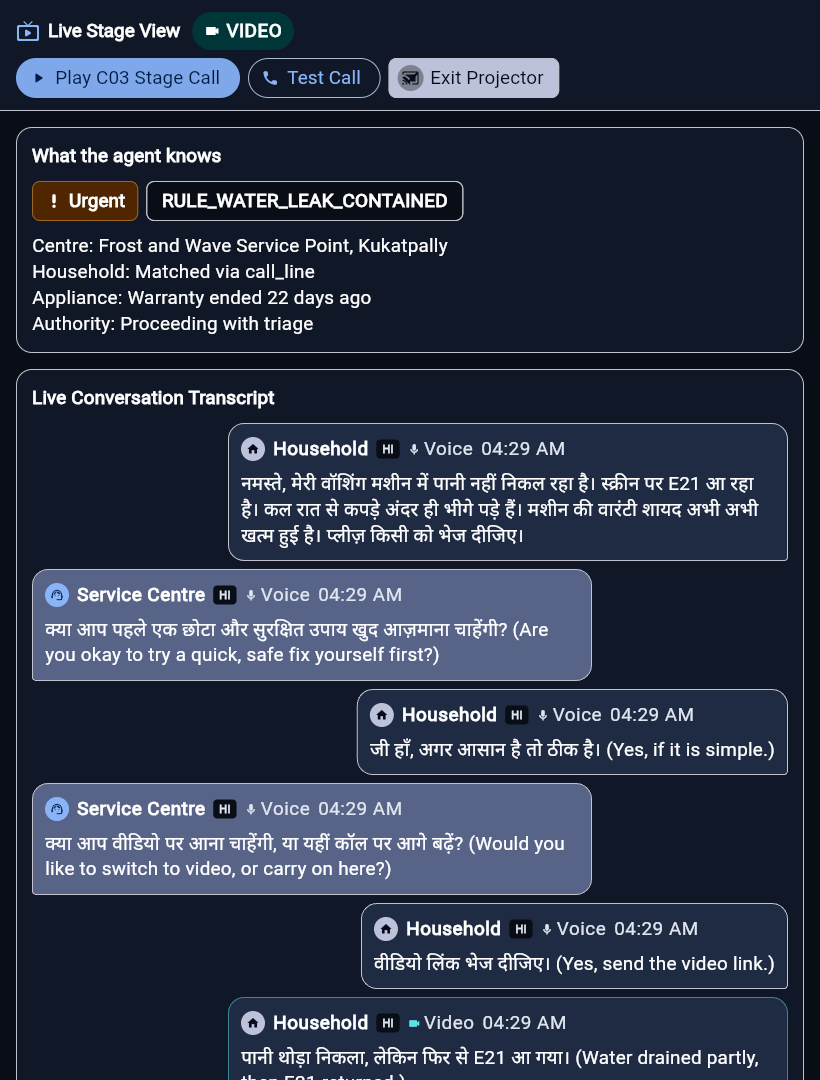 Live Stage View VIDEO
Play C03 Stage Call Test Call Exit Projector
What the agent knows
! Urgent RULE_WATER_LEAK_CONTAINED
Centre: Frost and Wave Service Point, Kukatpally
Household: Matched via call_line
Appliance: Warranty ended 22 days ago
Authority: Proceeding with triage
Live Conversation Transcript
Household HI Voice 04:29 AM
नमस्ते, मेरी वॉशिंग मशीन में पानी नहीं निकल रहा है। स्क्रीन पर E21 आ रहा
है। कल रात से कपड़े अंदर ही भीगे पड़े हैं। मशीन की वारंटी शायद अभी अभी
खत्म हुई है। प्लीज़ किसी को भेज दीजिए।
Service Centre HI Voice 04:29 AM
क्या आप पहले एक छोटा और सुरक्षित उपाय खुद आज़माना चाहेंगी? (Are
you okay to try a quick, safe fix yourself first?)
Household HI Voice 04:29 AM
जी हाँ, अगर आसान है तो ठीक है। (Yes, if it is simple.)
Service Centre HI Voice 04:29 AM
क्या आप वीडियो पर आना चाहेंगी, या यहीं कॉल पर आगे बढ़ें? (Would you
like to switch to video, or carry on here?)
Household HI Voice 04:29 AM
वीडियो लिंक भेज दीजिए। (Yes, send the video link.)
Household HI Video 04:29 AM
पानी थोड़ा निकला, लेकिन फिर से E21 आ गया। (Water drained partly,
then E21 returned.)